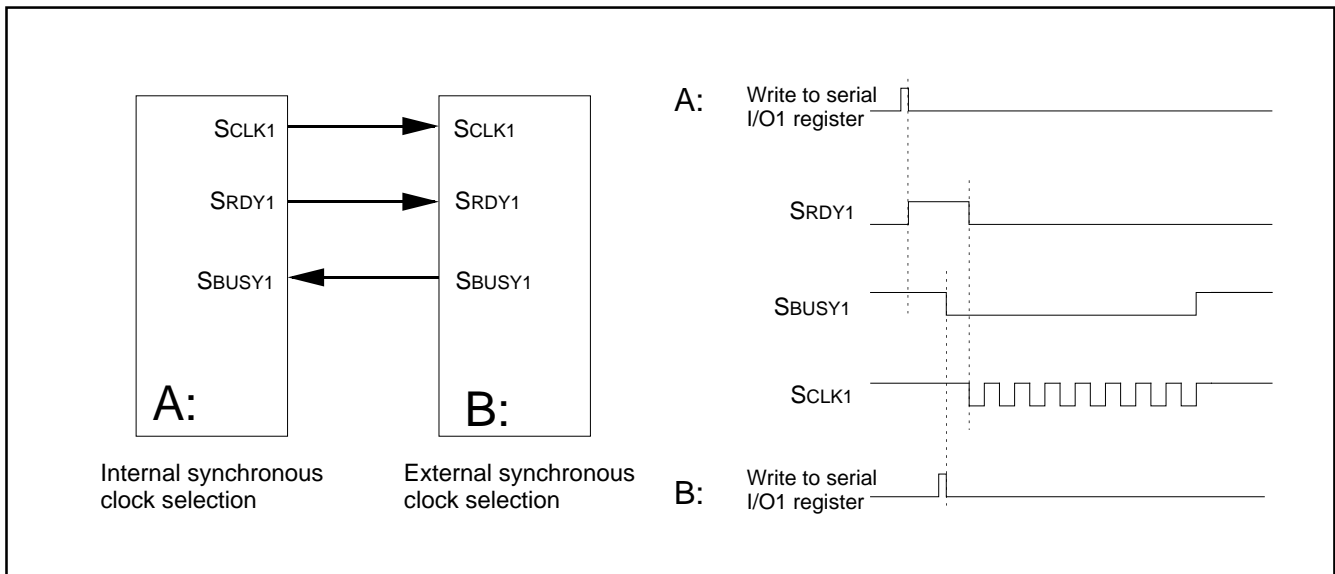 SCLK1
SRDY1
SBUSY1
A:
Internal synchronous
clock selection
SCLK1
SRDY1
SBUSY1
B:
External synchronous
clock selection
A:
Write to serial
I/O1 register
SRDY1
SBUSY1
SCLK1
B:
Write to serial
I/O1 register